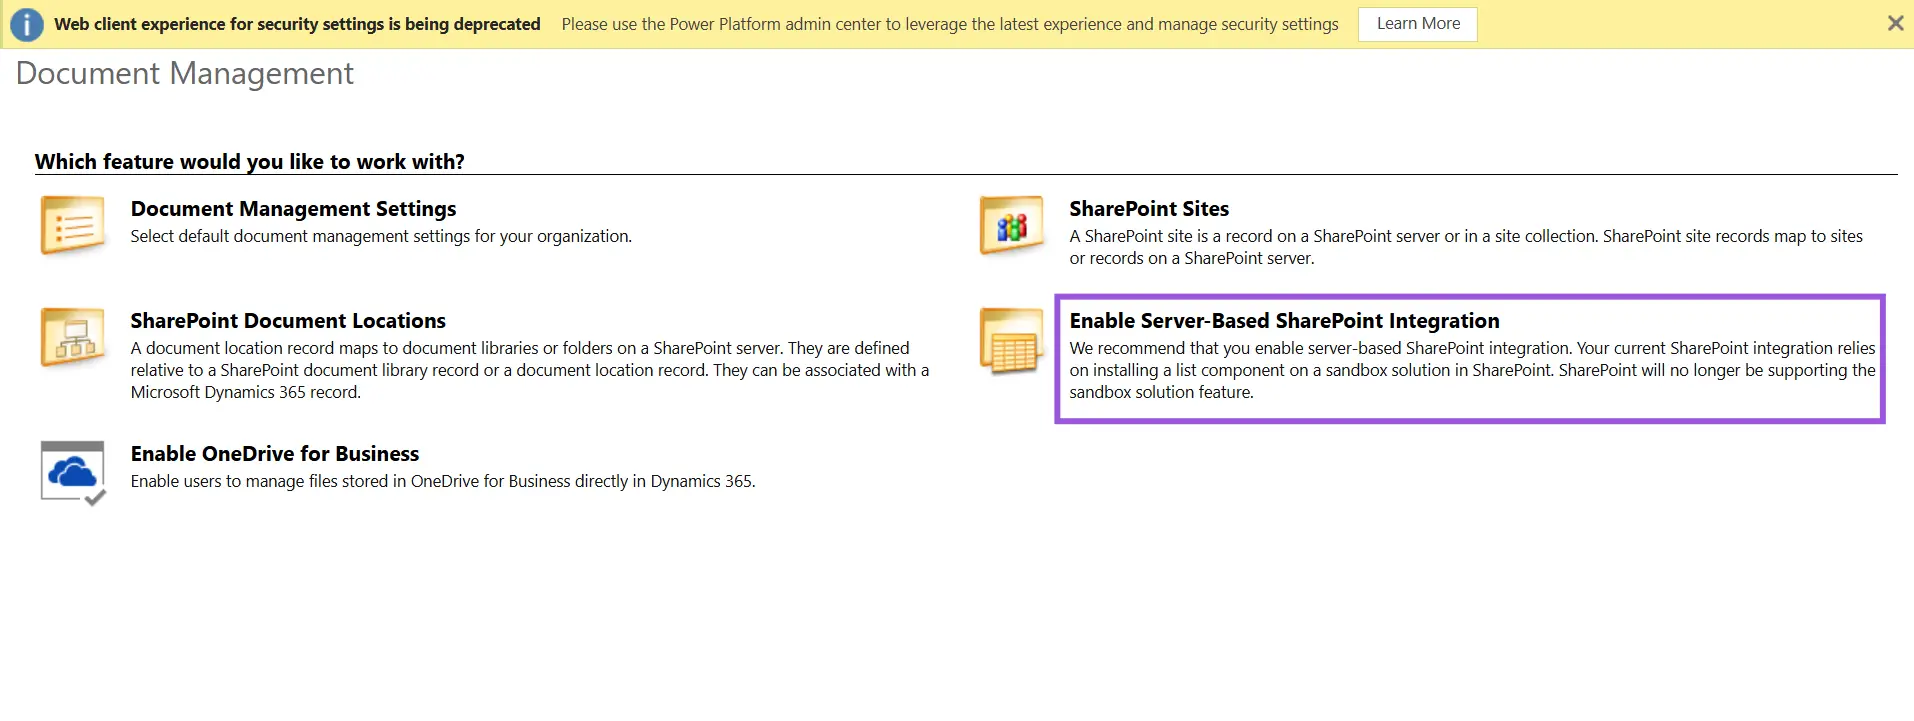 Web client experience for security settings is being deprecated Please use the Power Platform admin center to leverage the latest experience and manage security settings Learn More
Document Management
Which feature would you like to work with?
Document Management Settings
Select default document management settings for your organization.
SharePoint Sites
A SharePoint site is a record on a SharePoint server or in a site collection. SharePoint site records map to sites
or records on a SharePoint server.
SharePoint Document Locations
A document location record maps to document libraries or folders on a SharePoint server. They are defined
relative to a SharePoint document library record or a document location record. They can be associated with a
Microsoft Dynamics 365 record.
Enable Server-Based SharePoint Integration
We recommend that you enable server-based SharePoint integration. Your current SharePoint integration relies
on installing a list component on a sandbox solution in SharePoint. SharePoint will no longer be supporting the
sandbox solution feature.
Enable OneDrive for Business
Enable users to manage files stored in OneDrive for Business directly in Dynamics 365.